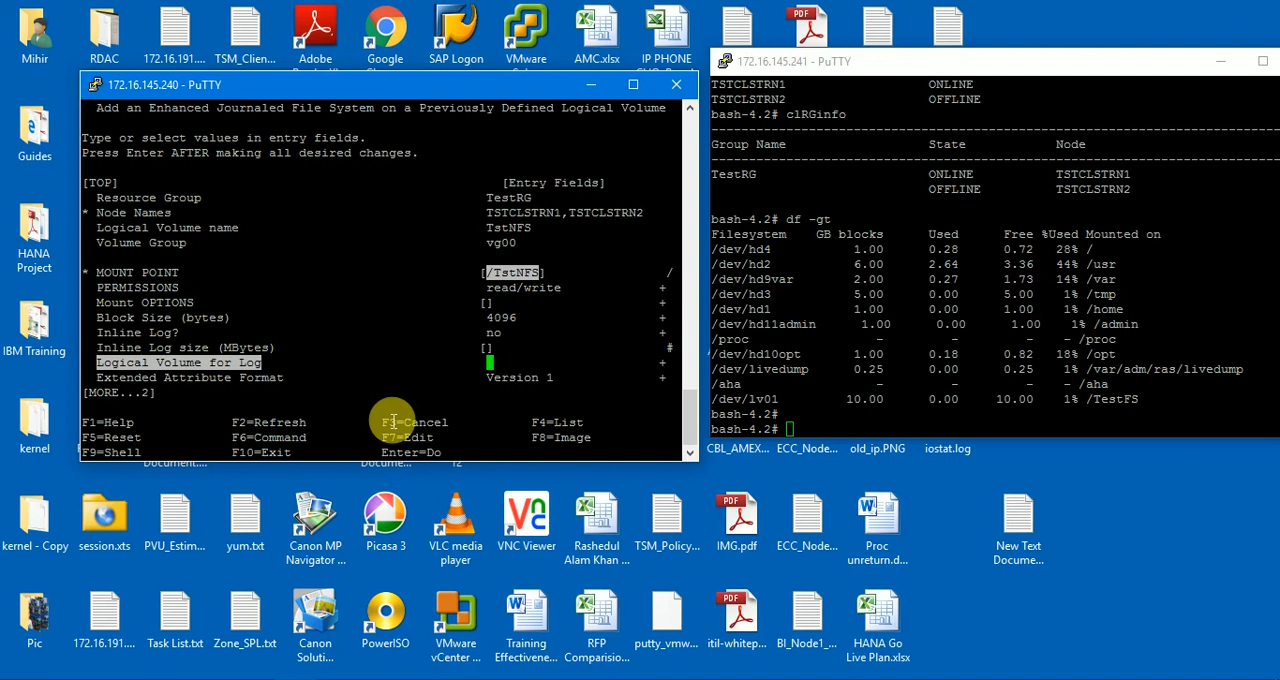 Mihir
RDAC
172.16.191....
TSM_Clien...
Adobe
Google
SAP Logon
VMware
AMC.xlsx
IP PHONE
PDF
Guides
HANA
Project
IBM Training
kernel
172.16.145.240 - PuTTY
Add an Enhanced Journaled File System on a Previously Defined Logical Volume
Type or select values in entry fields.
Press Enter AFTER making all desired changes.
[TOP] [Entry Fields]
Resource Group TestRG
* Node Names TSTCLSTRN1,TSTCLSTRN2
Logical Volume name TstNFS
Volume Group vg00
* MOUNT POINT [/TstNFS] /
PERMISSIONS read/write +
Mount OPTIONS [] +
Block Size (bytes) 4096 +
Inline Log? no +
Inline Log size (MBytes) [] #
Logical Volume for Log +
Extended Attribute Format Version 1 +
[MORE...2]
F1=Help F2=Refresh F3=Cancel F4=List
F5=Reset F6=Command F7=Edit F8=Image
F9=Shell F10=Exit Enter=Do
172.16.145.241 - PuTTY
TSTCLSTRN1 ONLINE
TSTCLSTRN2 OFFLINE
bash-4.2# clRGinfo
Group Name State Node
TestRG ONLINE TSTCLSTRN1
OFFLINE TSTCLSTRN2
bash-4.2# df -gt
Filesystem GB blocks Used Free %Used Mounted on
/dev/hd4 1.00 0.28 0.72 28% /
/dev/hd2 6.00 2.64 3.36 44% /usr
/dev/hd9var 2.00 0.27 1.73 14% /var
/dev/hd3 5.00 0.00 5.00 1% /tmp
/dev/hd1 1.00 0.00 1.00 1% /home
/dev/hd11admin 1.00 0.00 1.00 1% /admin
/proc - - - - /proc
/dev/hd10opt 1.00 0.18 0.82 18% /opt
/dev/livedump 0.25 0.00 0.25 1% /var/adm/ras/livedump
/aha - - - - /aha
/dev/lv01 10.00 0.00 10.00 1% /TestFS
bash-4.2#
bash-4.2#
CBL_AMEX...
ECC_Node...
old_ip.PNG
iostat.log
Document...
Docume...
kernel - Copy
session.xts
PVU_Estim...
yum.txt
Canon MP
Navigator ...
Picasa 3
VLC media
player
VNC Viewer
Rashedul
Alam Khan ...
TSM_Policy...
PDF
IMG.pdf
ECC_Node...
Proc
unreturn.d...
New Text
Docume...
Pic
172.16.191....
Task List.txt
Zone_SPL.txt
Canon
Soluti...
PowerISO
VMware
vCenter ...
Training
Effectivene...
RFP
Comparision...
putty_vmw...
PDF
itil-whitep...
BI_Node1_...
HANA Go
Live Plan.xlsx